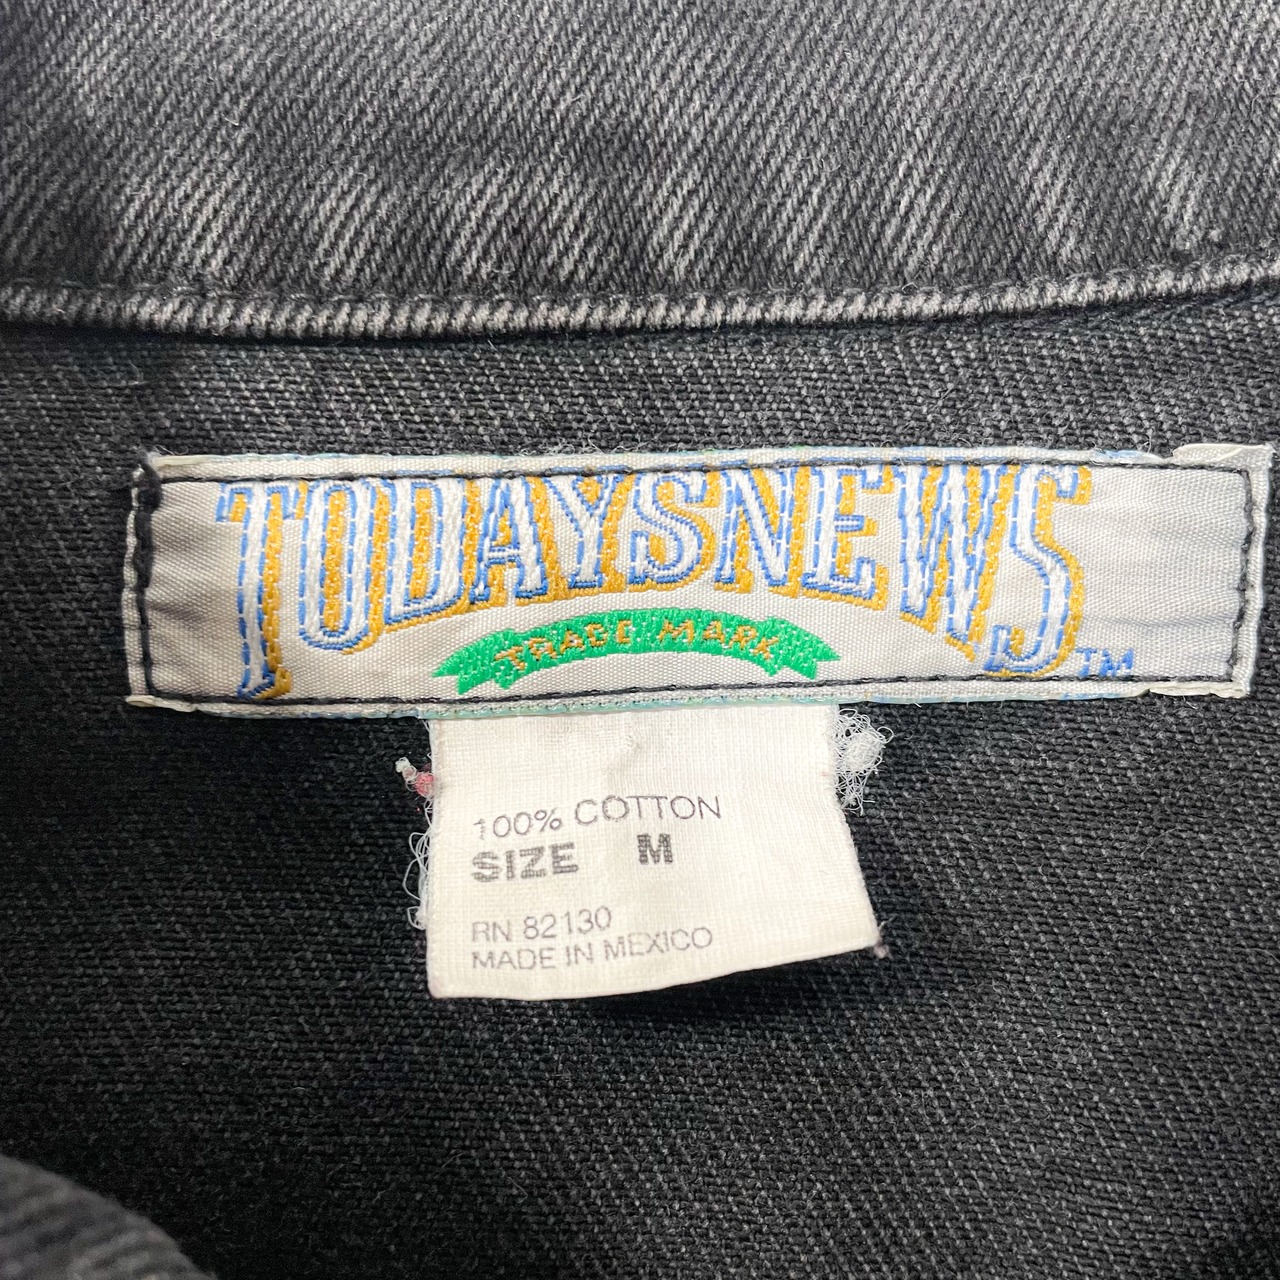 TODAYSNEWS
TRADE MARK
TM
100% COTTON
SIZE M
RN 82130
MADE IN MEXICO